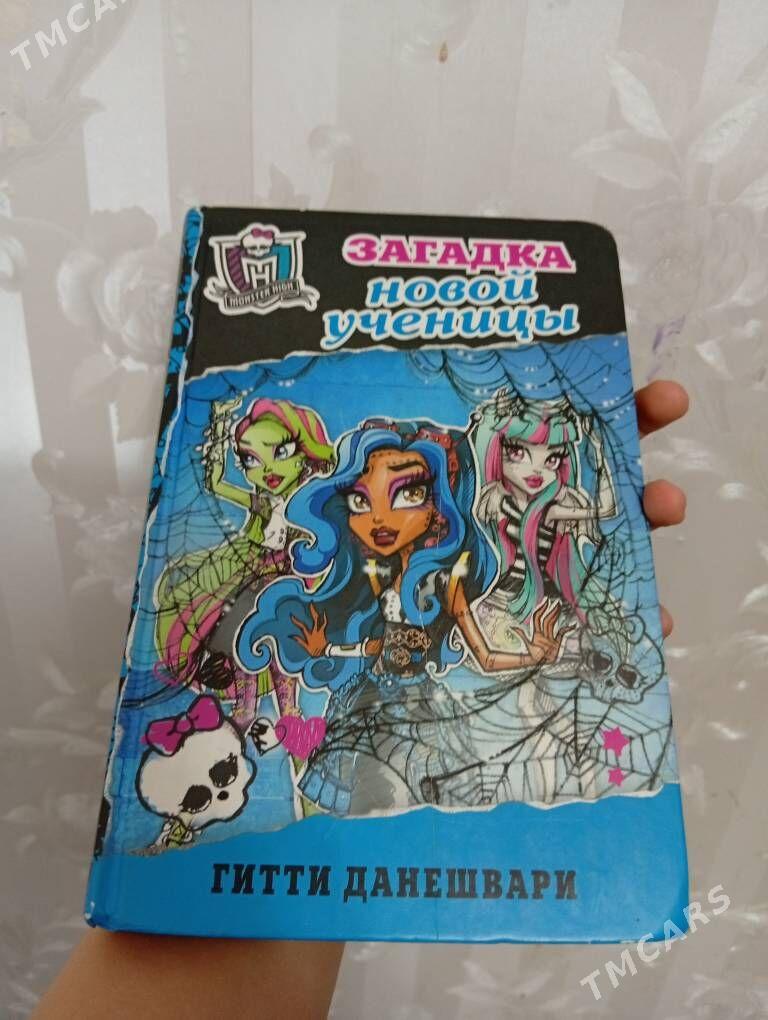 TMCARS
MONSTER HIGH
ЗАГАДКА
новой
ученицы
ГИТТИ ДАНЕШВАРИ
TMCARS